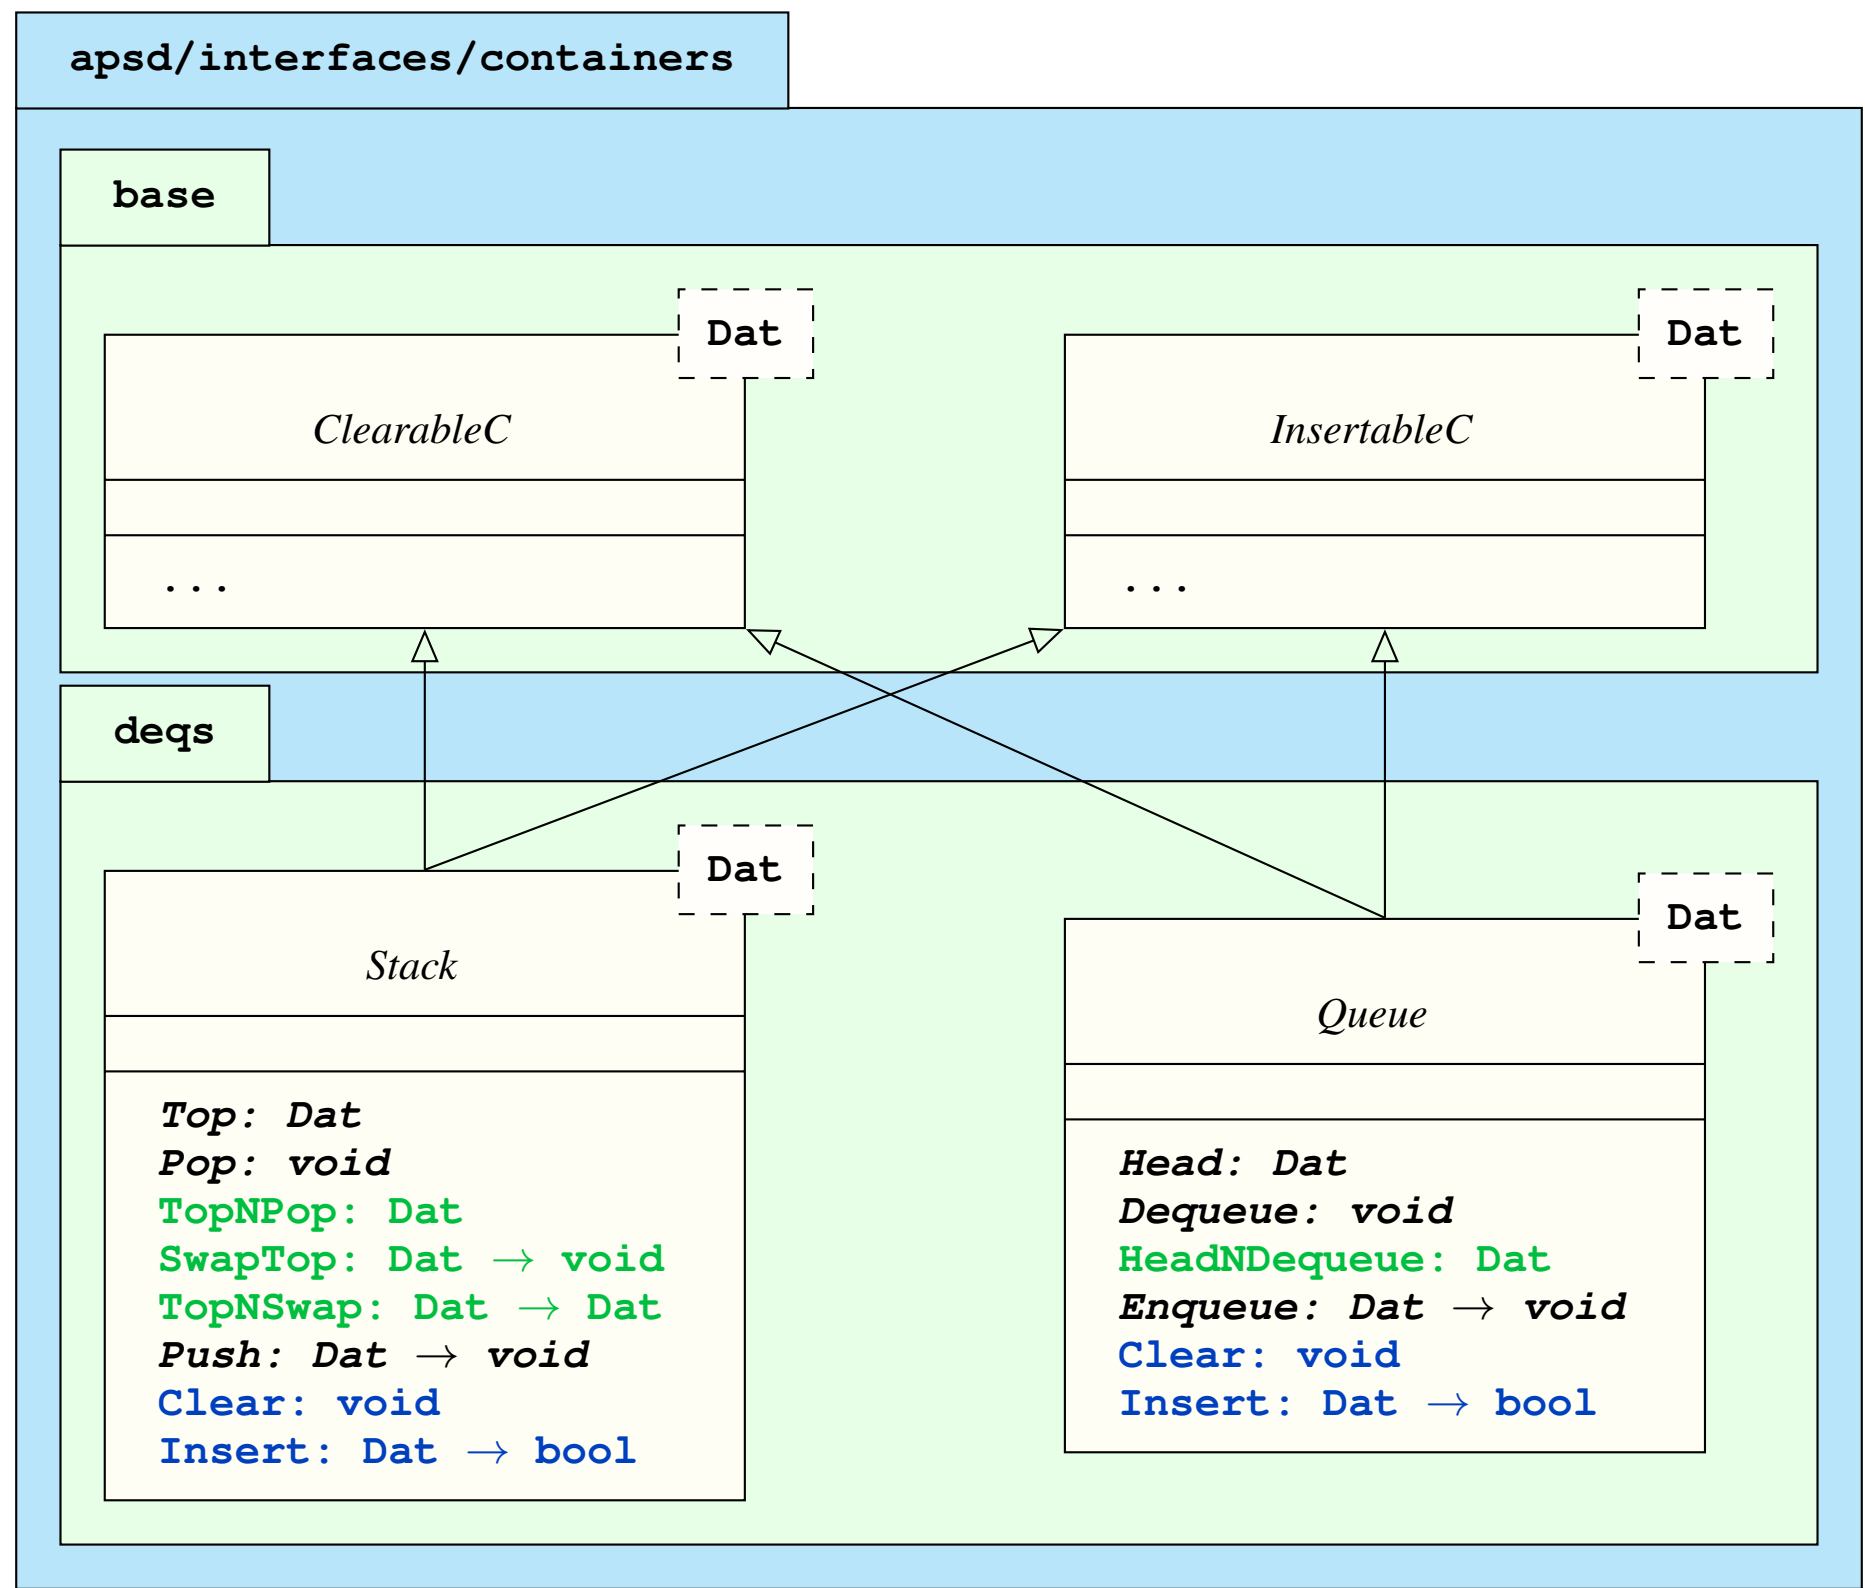 apsd/interfaces/containers
base
Dat
ClearableC
...
Dat
InsertableC
...
deqs
Dat
Stack
Top: Dat
Pop: void
TopNPop: Dat
SwapTop: Dat → void
TopNSwap: Dat → Dat
Push: Dat → void
Clear: void
Insert: Dat → bool
Dat
Queue
Head: Dat
Dequeue: void
HeadNDequeue: Dat
Enqueue: Dat → void
Clear: void
Insert: Dat → bool